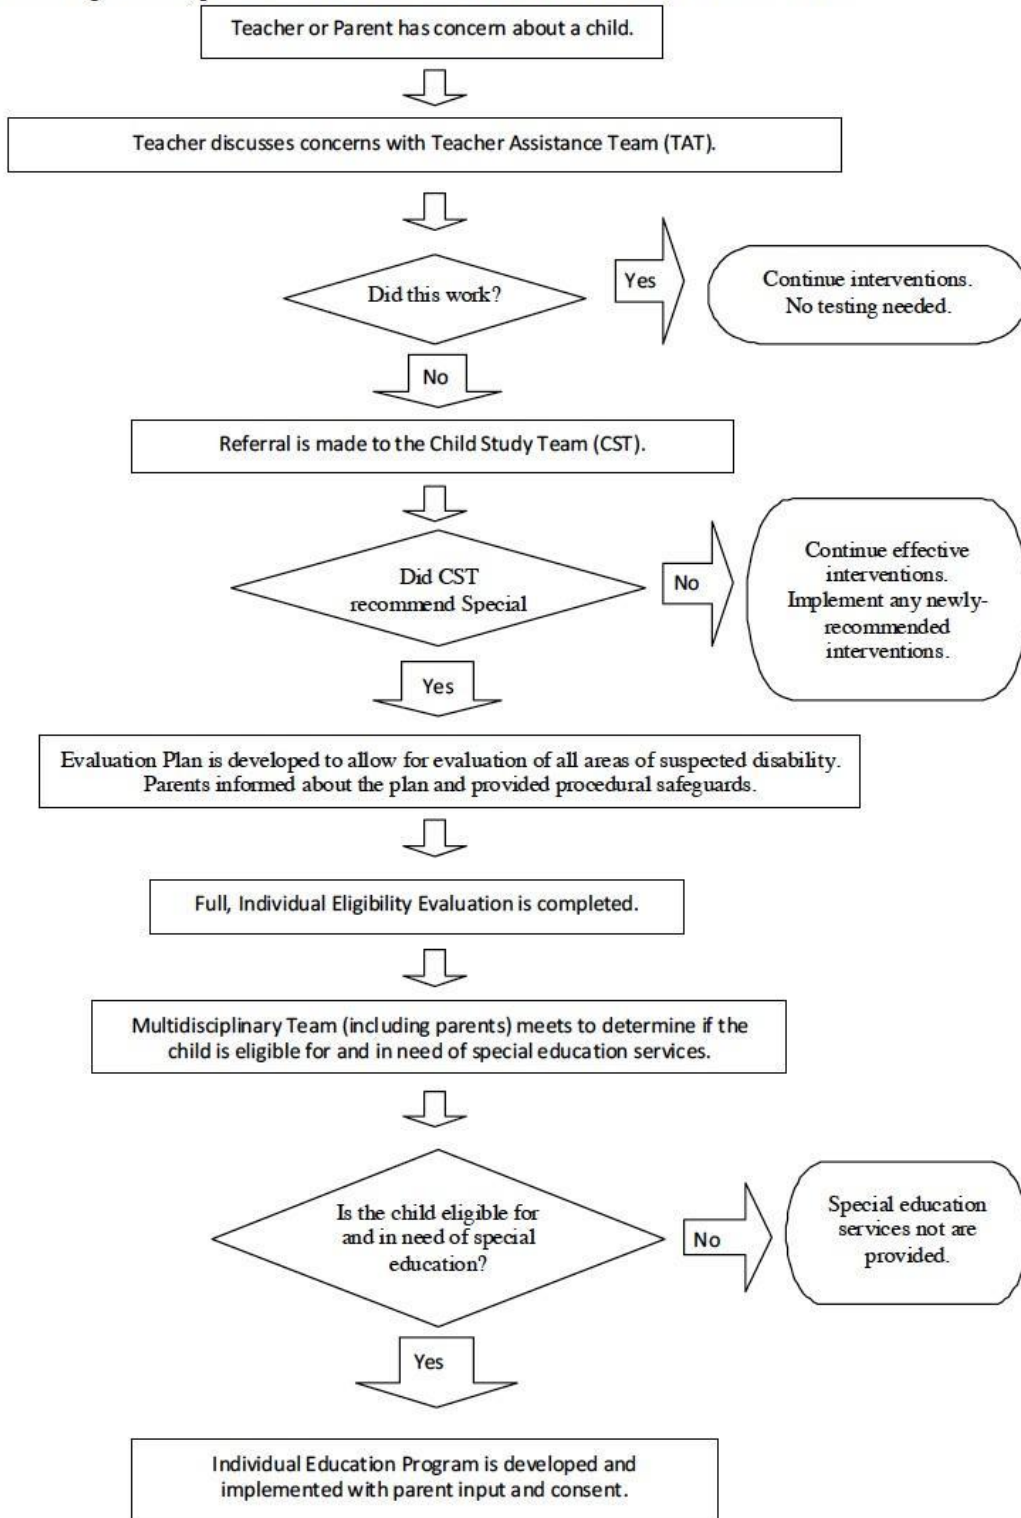 Teacher or Parent has concern about a child.
Teacher discusses concerns with Teacher Assistance Team (TAT).
Did this work?
Yes
Continue interventions.
No testing needed.
No
Referral is made to the Child Study Team (CST).
Did CST
recommend Special
No
Continue effective
interventions.
Implement any newly-
recommended
interventions.
Yes
Evaluation Plan is developed to allow for evaluation of all areas of suspected disability.
Parents informed about the plan and provided procedural safeguards.
Full, Individual Eligibility Evaluation is completed.
Multidisciplinary Team (including parents) meets to determine if the
child is eligible for and in need of special education services.
Is the child eligible for
and in need of special
education?
No
Special education
services not are
provided.
Yes
Individual Education Program is developed and
implemented with parent input and consent.